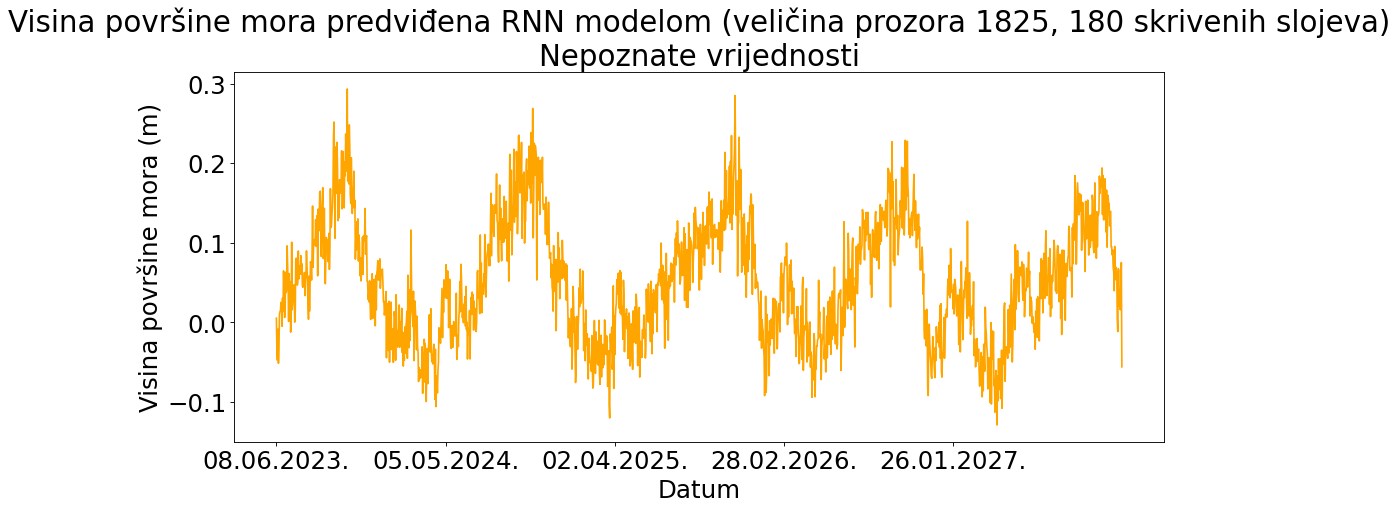 Visina površine mora predviđena RNN modelom (veličina prozora 1825, 180 skrivenih slojeva)
Nepoznate vrijednosti
Visina površine mora (m)
0.3
0.2
0.1
0.0
−0.1
08.06.2023. 05.05.2024. 02.04.2025. 28.02.2026. 26.01.2027.
Datum